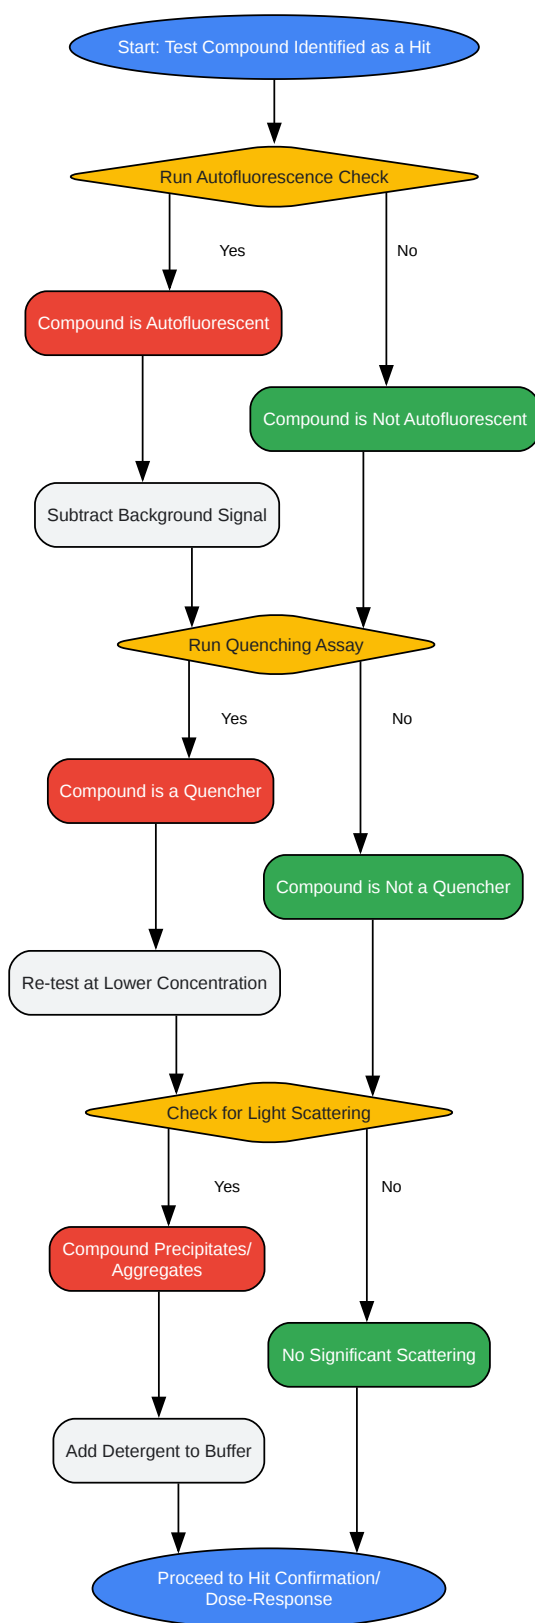 Start: Test Compound Identified as a Hit
Run Autofluorescence Check
Yes
No
Compound is Autofluorescent
Compound is Not Autofluorescent
Subtract Background Signal
Run Quenching Assay
Yes
No
Compound is a Quencher
Compound is Not a Quencher
Re-test at Lower Concentration
Check for Light Scattering
Yes
No
Compound Precipitates/
Aggregates
No Significant Scattering
Add Detergent to Buffer
Proceed to Hit Confirmation/
Dose-Response